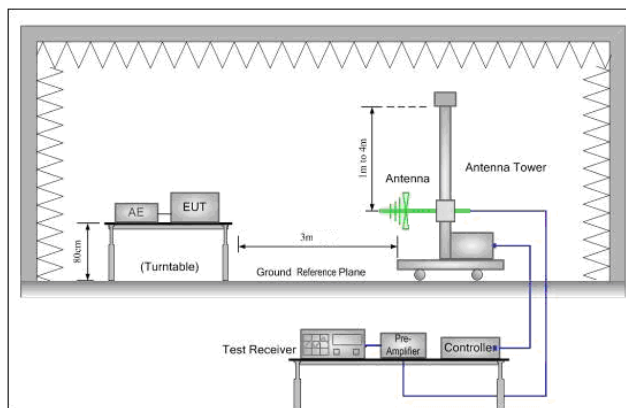 1m to 4m
Antenna
Antenna Tower
AE
EUT
3m
80cm
(Turntable)
Ground Reference Plane
Test Receiver
Pre-
Amplifier
Controller